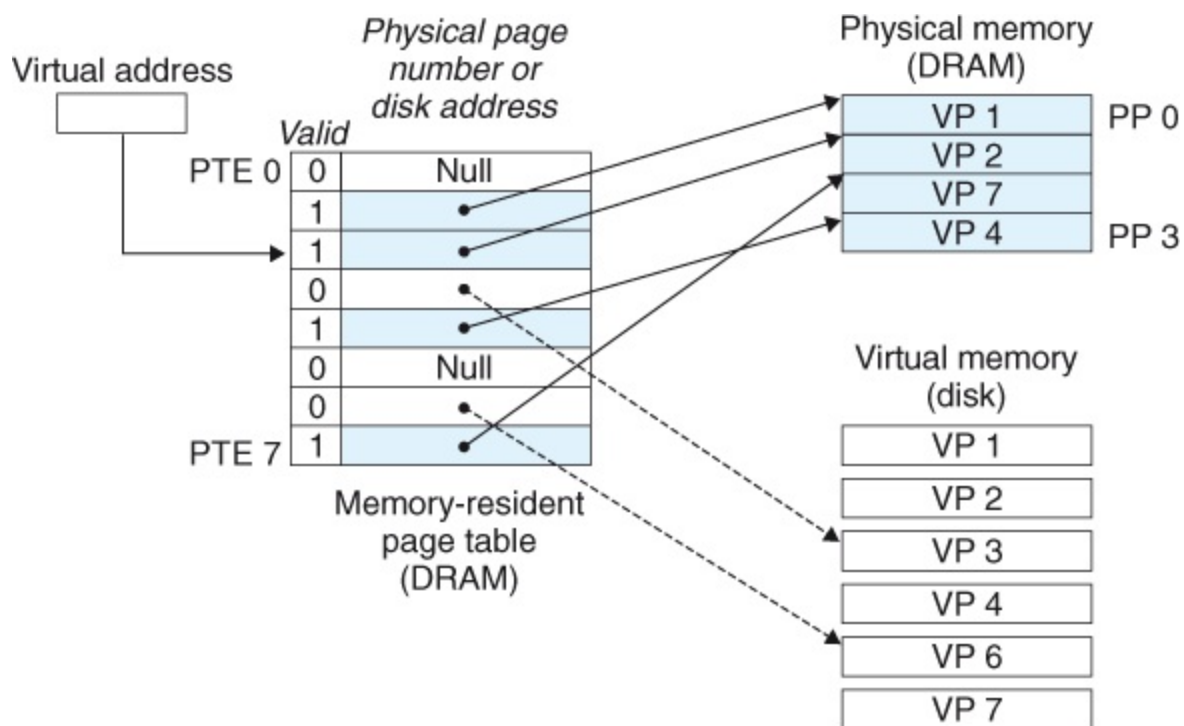 Physical page
number or
disk address
Virtual address
Valid
PTE 0
0
Null
1
1
0
1
0
Null
0
PTE 7
1
Memory-resident
page table
(DRAM)
Physical memory
(DRAM)
VP 1
PP 0
VP 2
VP 7
VP 4
PP 3
Virtual memory
(disk)
VP 1
VP 2
VP 3
VP 4
VP 6
VP 7